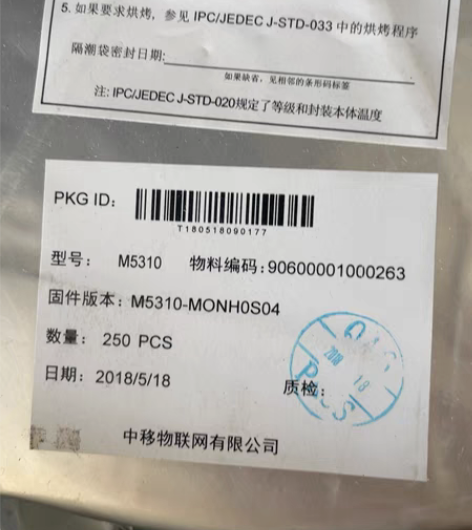 5. 如果要求烘烤，参见 IPC/JEDEC J-STD-033 中的烘烤程序
隔潮袋密封日期:
如果缺省，见相邻的条形码标签
注: IPC/JEDEC J-STD-020规定了等级和封装本体温度
PKG ID:
T180518090177
型号: M5310 物料编码: 90600001000263
固件版本: M5310-MONH0S04
数量: 250 PCS
日期: 2018/5/18
质检:
中移物联网有限公司